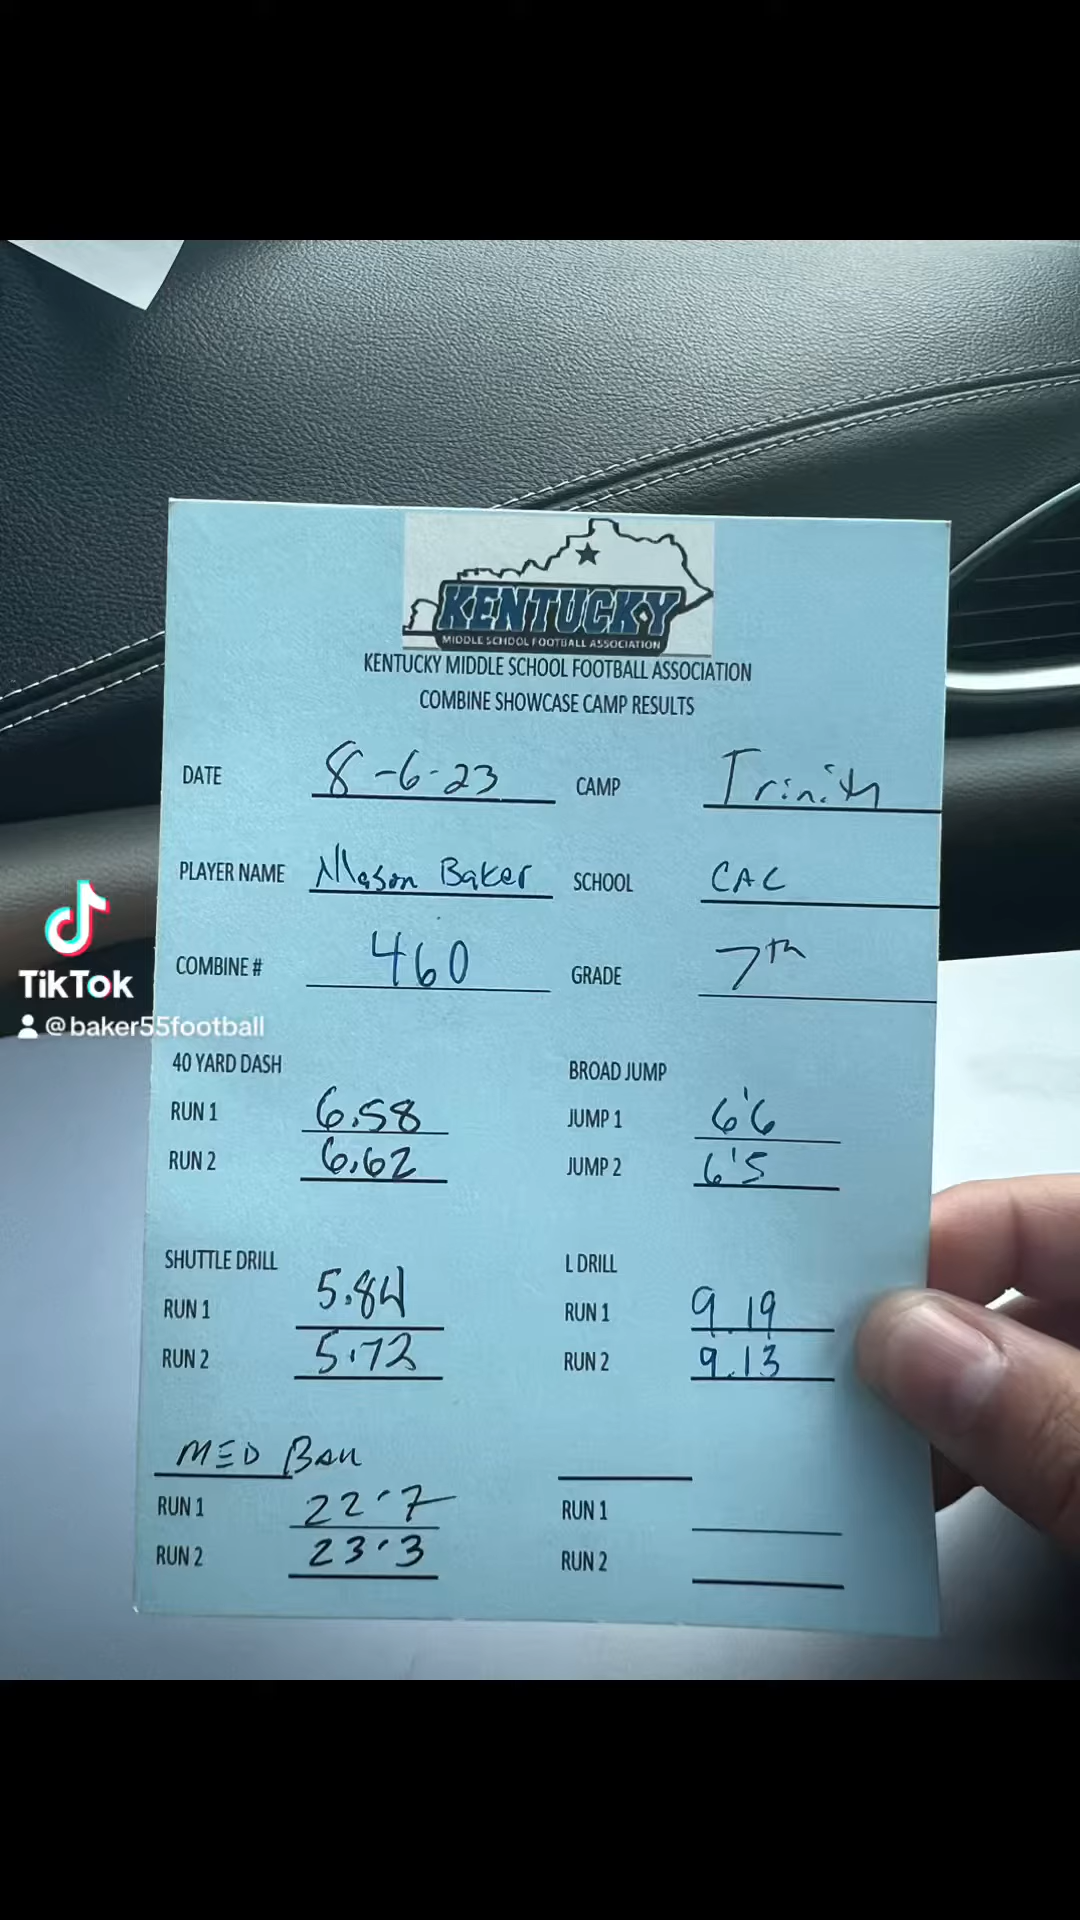 KENTUCKY
MIDDLE SCHOOL FOOTBALL ASSOCIATION
KENTUCKY MIDDLE SCHOOL FOOTBALL ASSOCIATION
COMBINE SHOWCASE CAMP RESULTS
DATE 8-6-23 CAMP Trinity
PLAYER NAME Mason Baker SCHOOL CAC
COMBINE # 460 GRADE 7th
TikTok
@baker55football
40 YARD DASH BROAD JUMP
RUN 1 6.58 JUMP 1 6'6
RUN 2 6.62 JUMP 2 6'5
SHUTTLE DRILL L DRILL
RUN 1 5.84 RUN 1 9.19
RUN 2 5.72 RUN 2 9.13
MED Ball
RUN 1 22'7 RUN 1
RUN 2 23'3 RUN 2